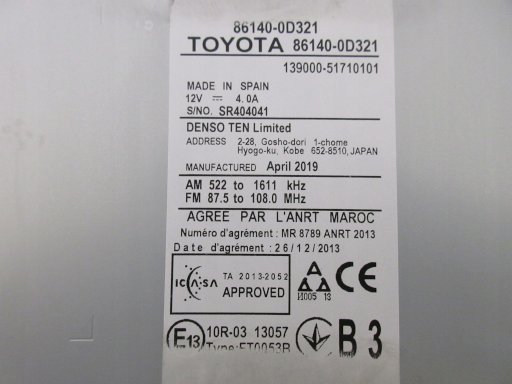 86140-0D321
TOYOTA 86140-0D321
139000-51710101
MADE IN SPAIN
12V ⎓ 4.0A
S/NO. SR404041
DENSO TEN Limited
ADDRESS 2-28, Gosho-dori 1-chome
Hyogo-ku, Kobe 652-8510, JAPAN
MANUFACTURED April 2019
AM 522 to 1611 kHz
FM 87.5 to 108.0 MHz
AGREE PAR L'ANRT MAROC
Numéro d'agrément : MR 8789 ANRT 2013
Date d'agrément : 26/12/2013
ICASA TA 2013-2052
APPROVED
И005 13
CE
E13 10R-03 13057
Type:FT0053B
B 3